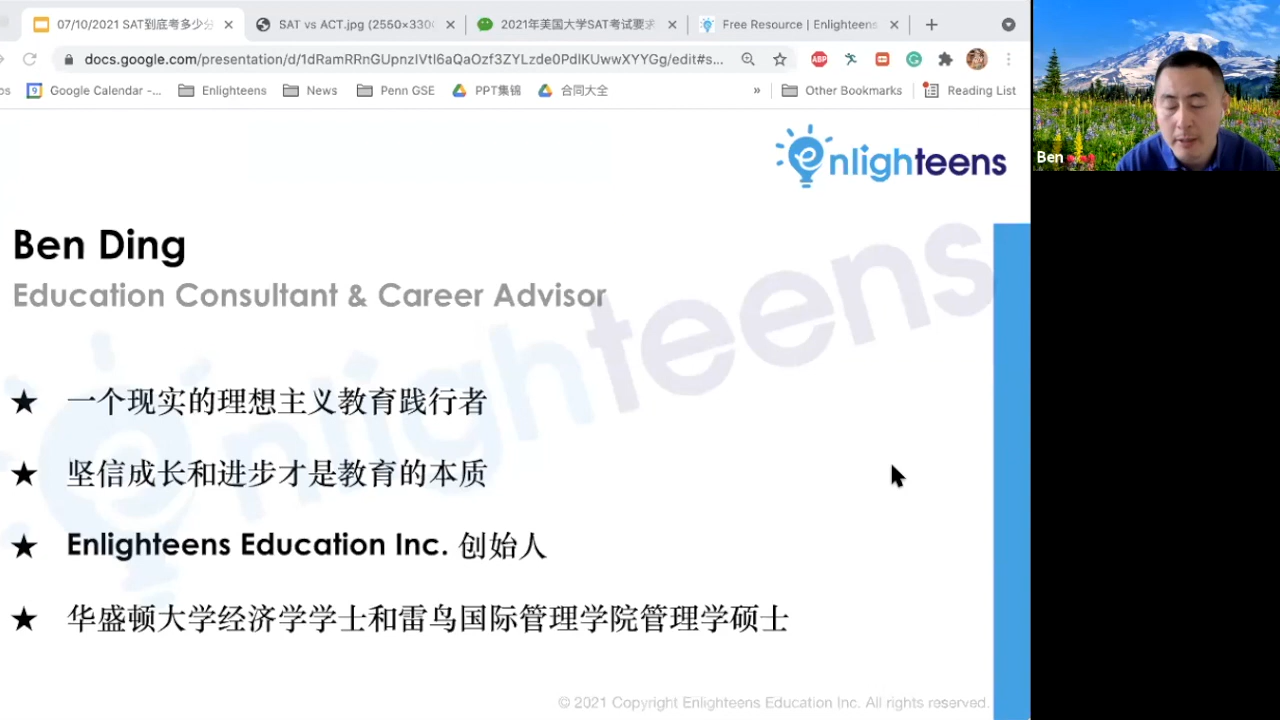 07/10/2021 SAT到底考多少分
SAT vs ACT.jpg (2560×330
2021年美国大学SAT考试要求
Free Resource | Enlighteens
docs.google.com/presentation/d/1dRamRRnGUpnzIVtl6aQaOzf3ZYLzde0PdlKUwwXYYGg/edit#s...
Google Calendar -...
Enlighteens
News
Penn GSE
PPT集锦
合同大全
»
Other Bookmarks
Reading List
enlighteens
Ben
Ben Ding
Education Consultant & Career Advisor
★ 一个现实的理想主义教育践行者
★ 坚信成长和进步才是教育的本质
★ Enlighteens Education Inc. 创始人
★ 华盛顿大学经济学学士和雷鸟国际管理学院管理学硕士
enlighteens
© 2021 Copyright Enlighteens Education Inc. All rights reserved.